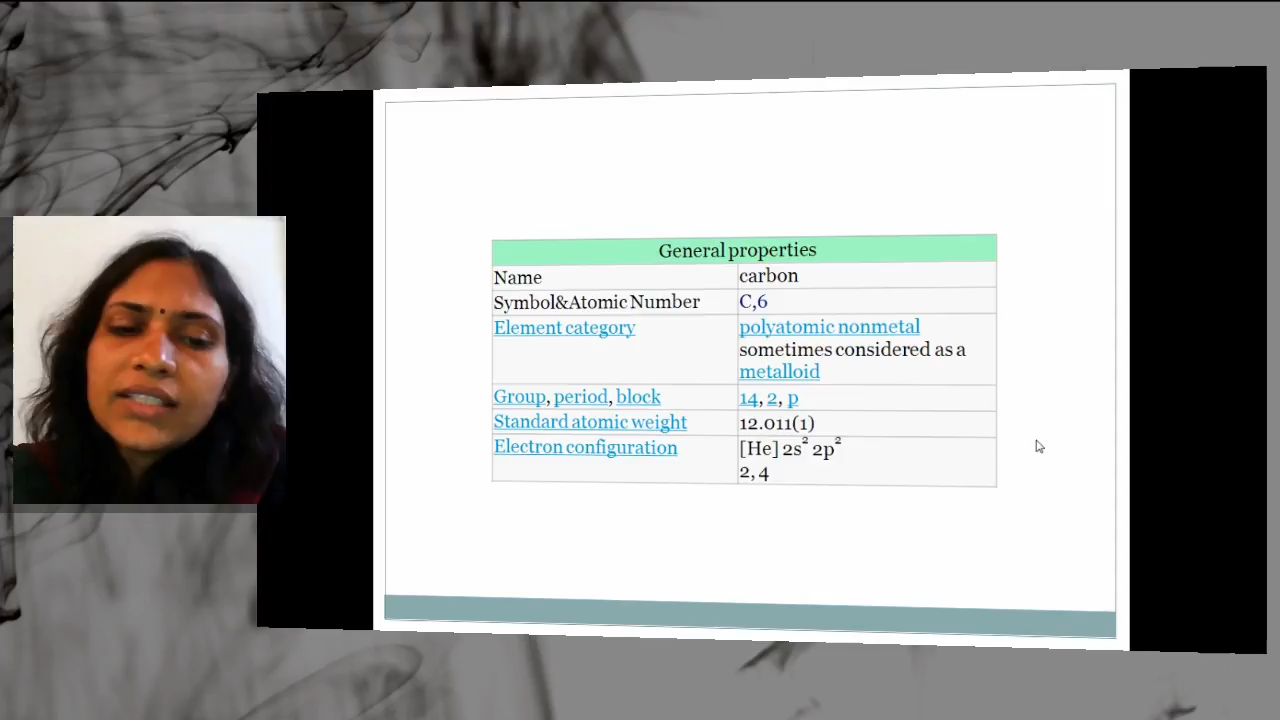 General properties
Name carbon
Symbol&Atomic Number C,6
Element category polyatomic nonmetal
sometimes considered as a
metalloid
Group, period, block 14, 2, p
Standard atomic weight 12.011(1)
Electron configuration [He] 2s² 2p²
2, 4